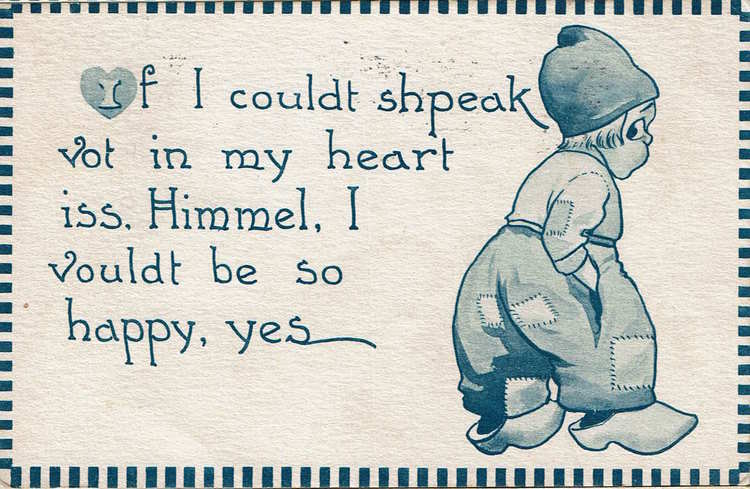 If I couldt shpeak
vot in my heart
iss. Himmel, I
vouldt be so
happy, yes